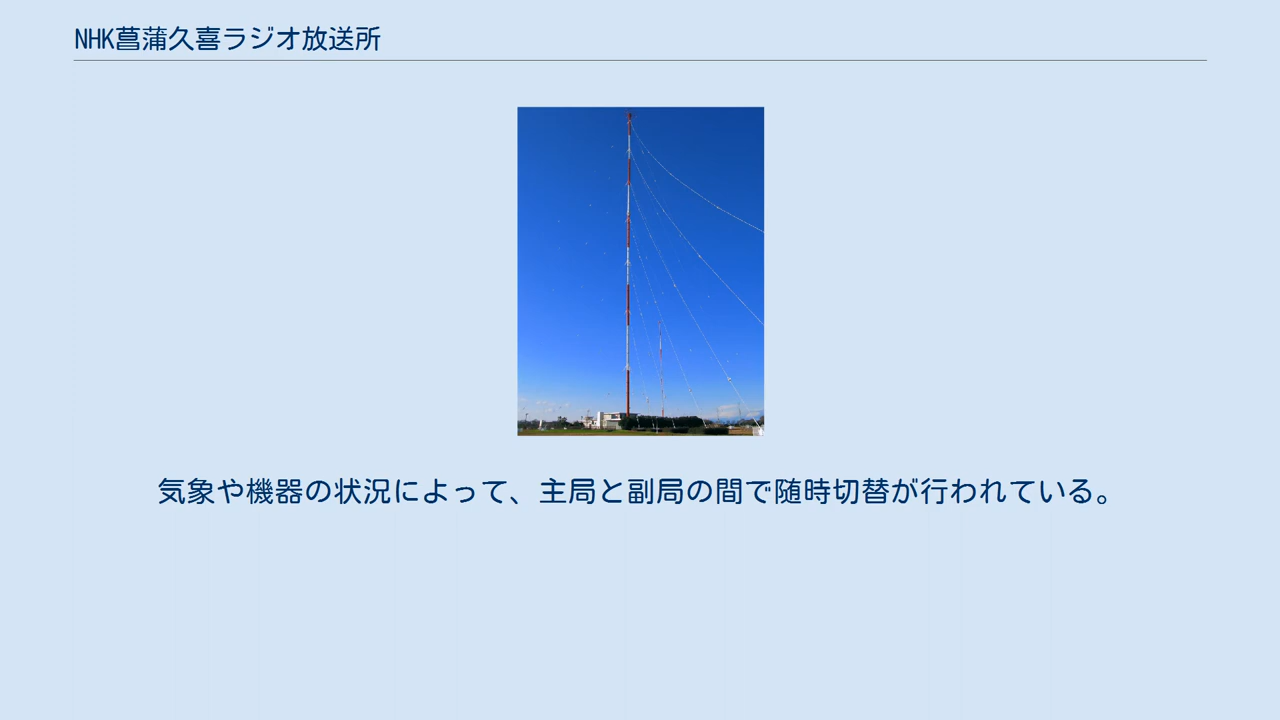 NHK菖蒲久喜ラジオ放送所
気象や機器の状況によって、主局と副局の間で随時切替が行われている。